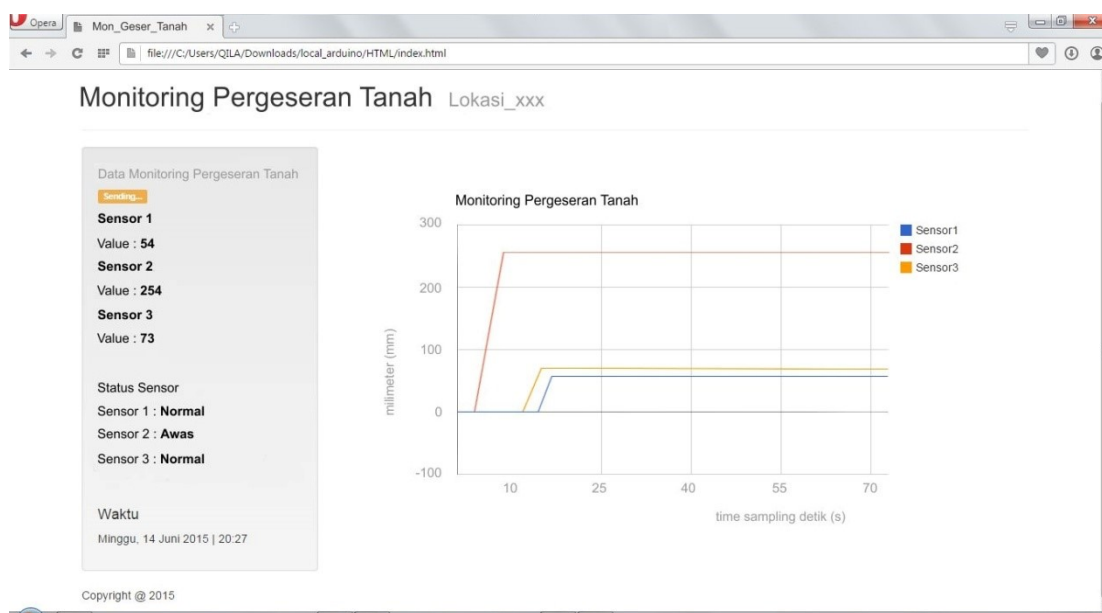 Opera
Mon_Geser_Tanah
file:///C:/Users/QILA/Downloads/local_arduino/HTML/index.html
Monitoring Pergeseran Tanah Lokasi_xxx
Data Monitoring Pergeseran Tanah
Sending...
Sensor 1
Value : 54
Sensor 2
Value : 254
Sensor 3
Value : 73
Status Sensor
Sensor 1 : Normal
Sensor 2 : Awas
Sensor 3 : Normal
Waktu
Minggu, 14 Juni 2015 | 20:27
Monitoring Pergeseran Tanah
300
200
100
0
-100
milimeter (mm)
10 25 40 55 70
time sampling detik (s)
Sensor1
Sensor2
Sensor3
Copyright @ 2015